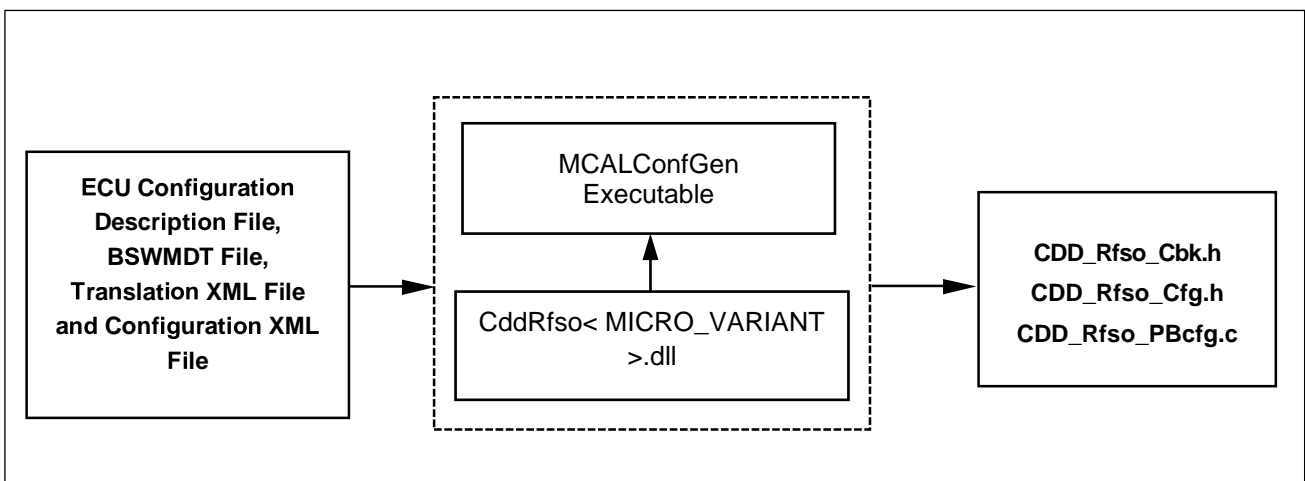 ECU Configuration
Description File,
BSWMDT File,
Translation XML File
and Configuration XML
File
MCALConfGen
Executable
CddRfso< MICRO_VARIANT
>.dll
CDD_Rfso_Cbk.h
CDD_Rfso_Cfg.h
CDD_Rfso_PBcfg.c